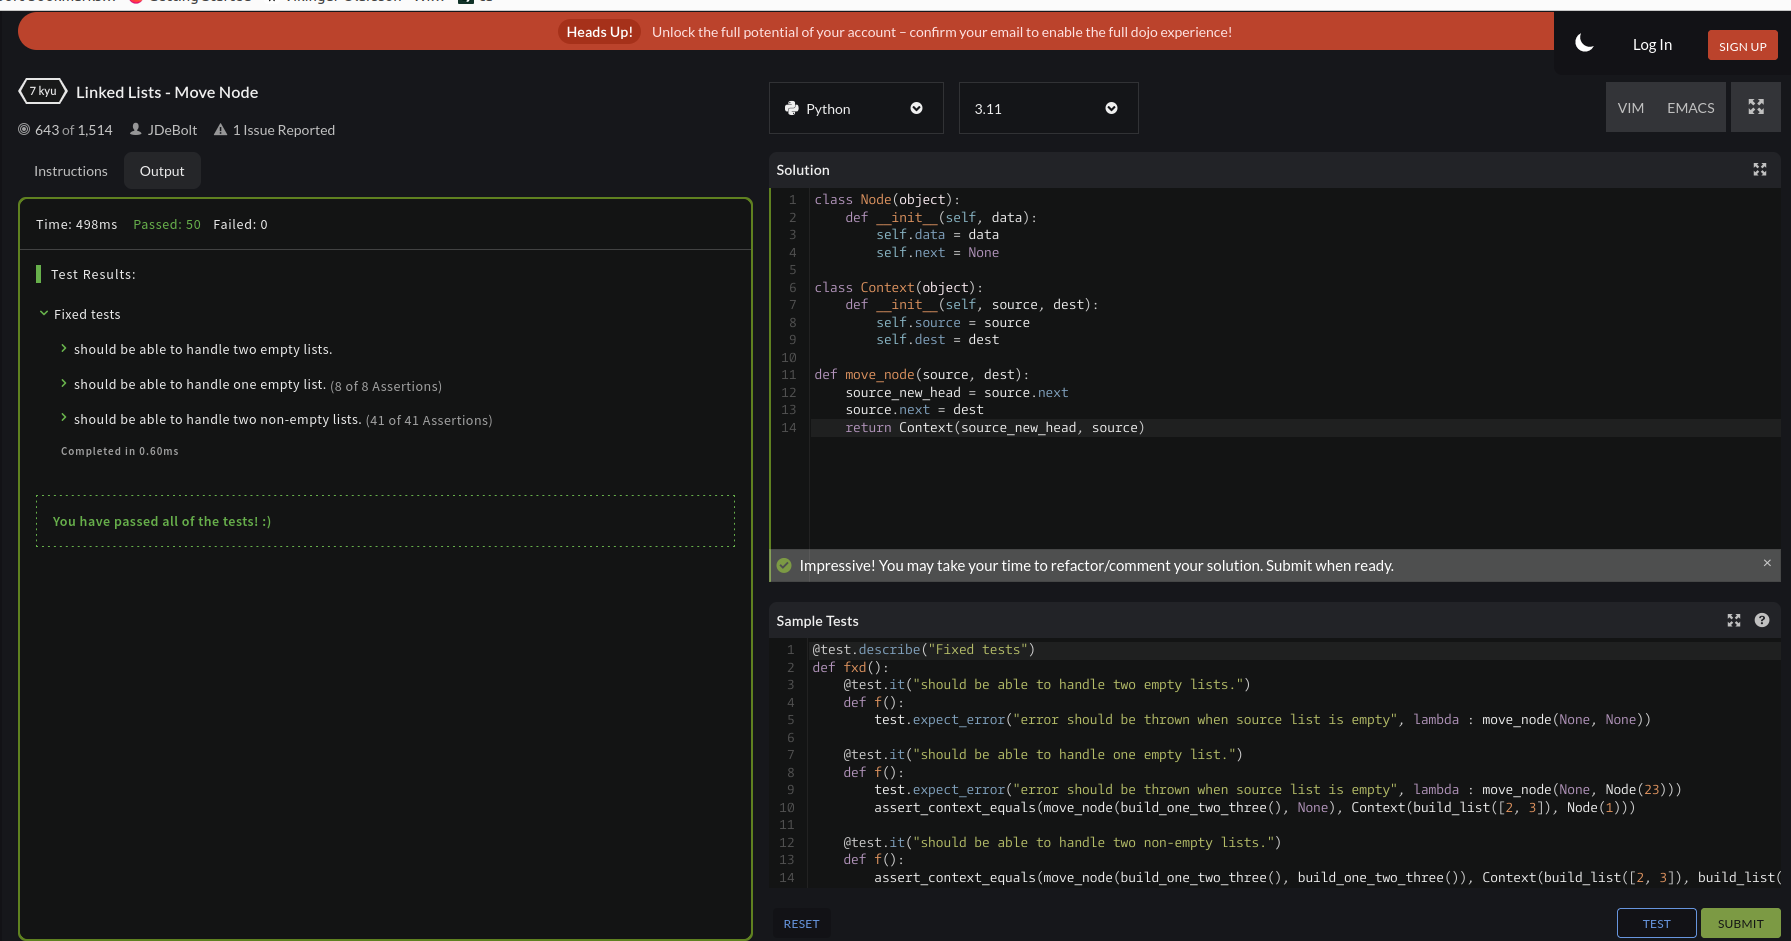 Heads Up! Unlock the full potential of your account – confirm your email to enable the full dojo experience!
Log In
SIGN UP
7 kyu Linked Lists - Move Node
643 of 1,514 JDeBolt 1 Issue Reported
Instructions Output
Time: 498ms Passed: 50 Failed: 0
Test Results:
Fixed tests
should be able to handle two empty lists.
should be able to handle one empty list. (8 of 8 Assertions)
should be able to handle two non-empty lists. (41 of 41 Assertions)
Completed in 0.60ms
You have passed all of the tests! :)
Python 3.11 VIM EMACS
Solution
1 class Node(object):
2     def __init__(self, data):
3         self.data = data
4         self.next = None
5
6 class Context(object):
7     def __init__(self, source, dest):
8         self.source = source
9         self.dest = dest
10
11 def move_node(source, dest):
12     source_new_head = source.next
13     source.next = dest
14     return Context(source_new_head, source)
Impressive! You may take your time to refactor/comment your solution. Submit when ready. ×
Sample Tests ?
1 @test.describe("Fixed tests")
2 def fxd():
3     @test.it("should be able to handle two empty lists.")
4     def f():
5         test.expect_error("error should be thrown when source list is empty", lambda : move_node(None, None))
6
7     @test.it("should be able to handle one empty list.")
8     def f():
9         test.expect_error("error should be thrown when source list is empty", lambda : move_node(None, Node(23)))
10         assert_context_equals(move_node(build_one_two_three(), None), Context(build_list([2, 3]), Node(1)))
11
12     @test.it("should be able to handle two non-empty lists.")
13     def f():
14         assert_context_equals(move_node(build_one_two_three(), build_one_two_three()), Context(build_list([2, 3]), build_list(
RESET TEST SUBMIT